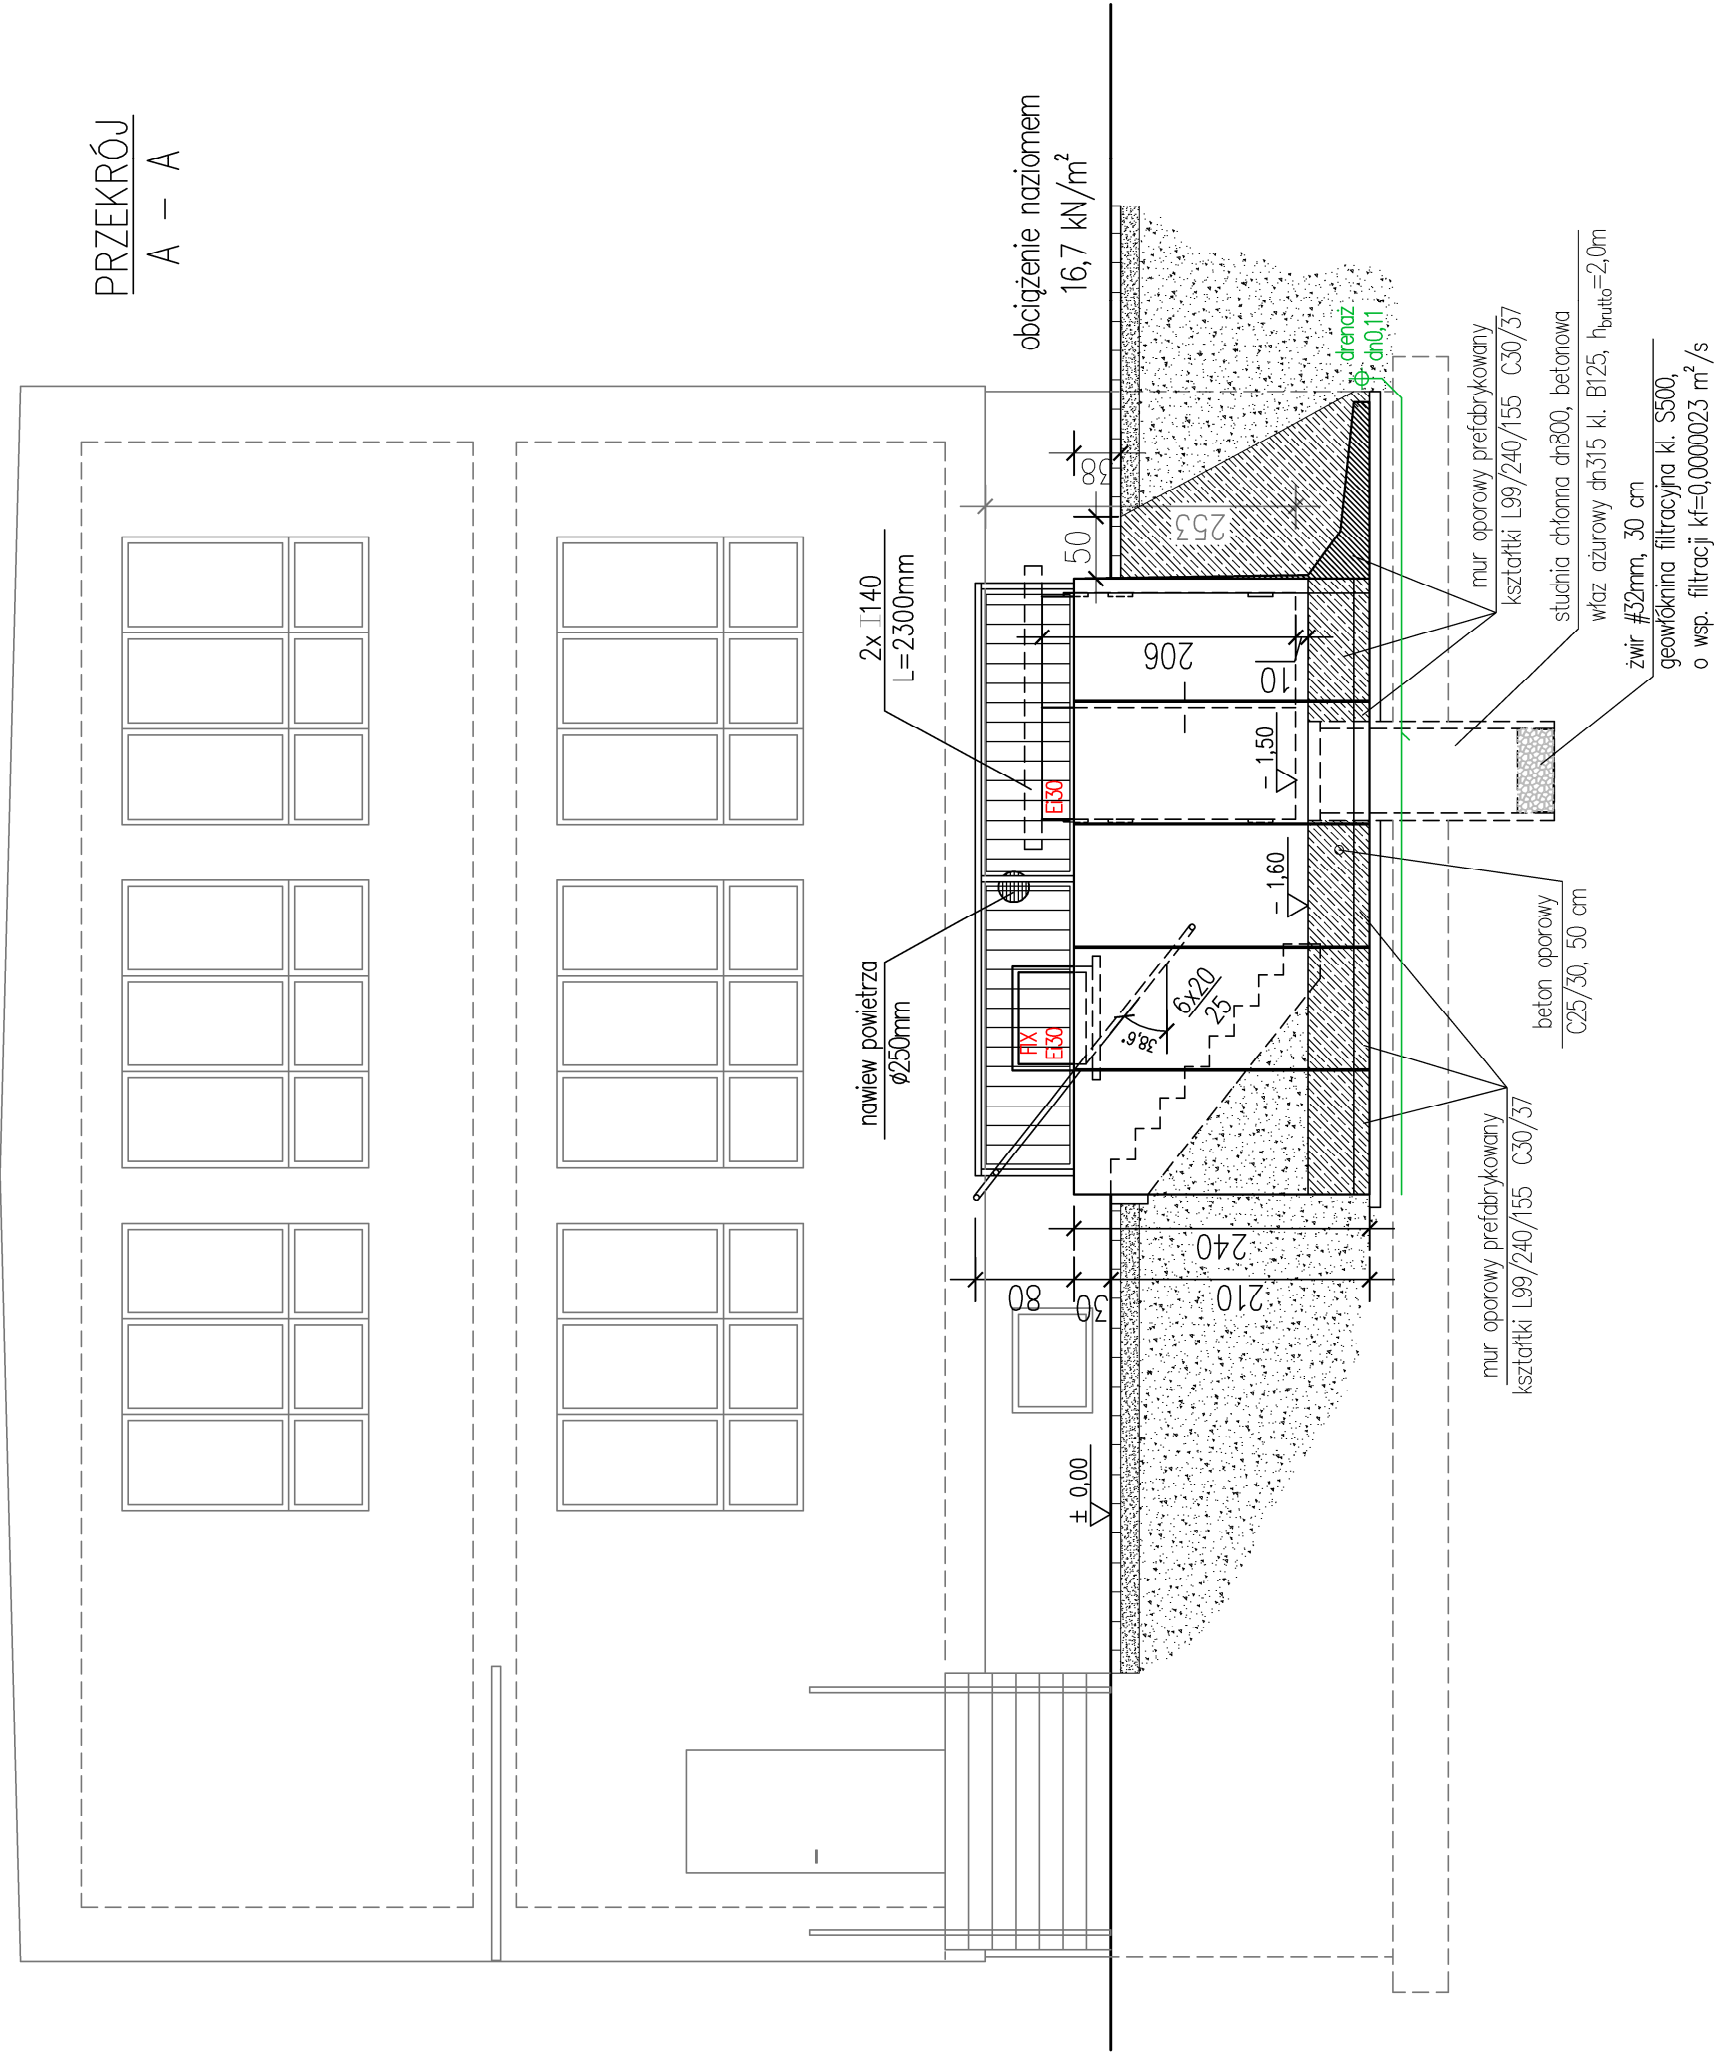 PRZEKRÓJ
A – A
obciążenie naziomem
16,7 kN/m²
2x I140
L=2300mm
nawiew powietrza
ø250mm
Ei30
FIX
Ei30
38
50
253
206
10
- 1,50
- 1,60
6x20
25
38,6°
240
80
30
210
± 0,00
drenaż
dn0,11
mur oporowy prefabrykowany
kształtki L99/240/155 C30/37
studnia chłonna dn800, betonowa
właz ażurowy dn315 kl. B125, hbrutto=2,0m
żwir #32mm, 30 cm
geowłóknina filtracyjna kl. S500,
o wsp. filtracji kf=0,0000023 m²/s
beton oporowy
C25/30, 50 cm
mur oporowy prefabrykowany
kształtki L99/240/155 C30/37